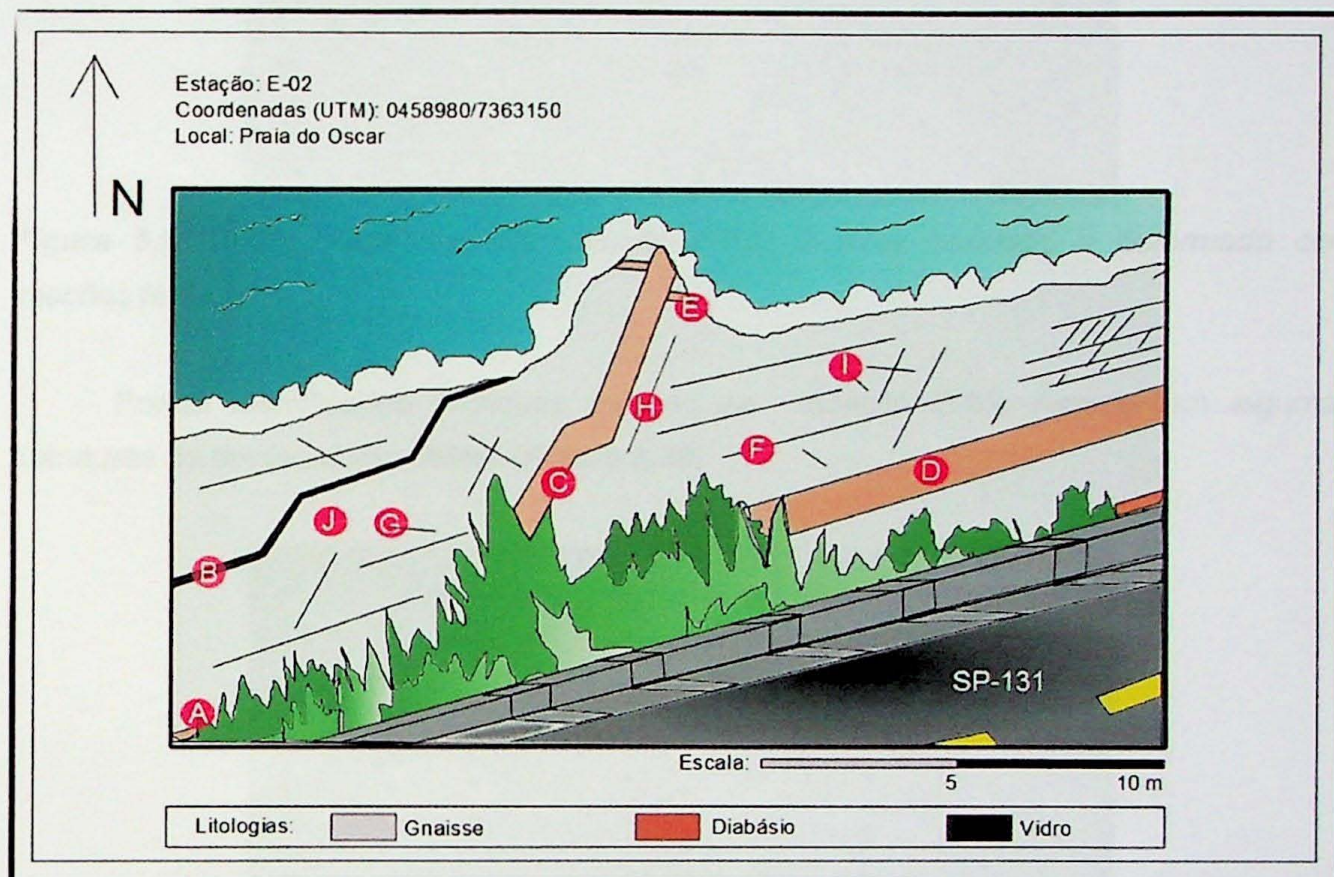 Estação: E-02
Coordenadas (UTM): 0458980/7363150
Local: Praia do Oscar
N
E
I
H
F
D
C
J
G
B
A
SP-131
Escala:
5 10 m
Litologias: Gnaisse Diabásio Vidro